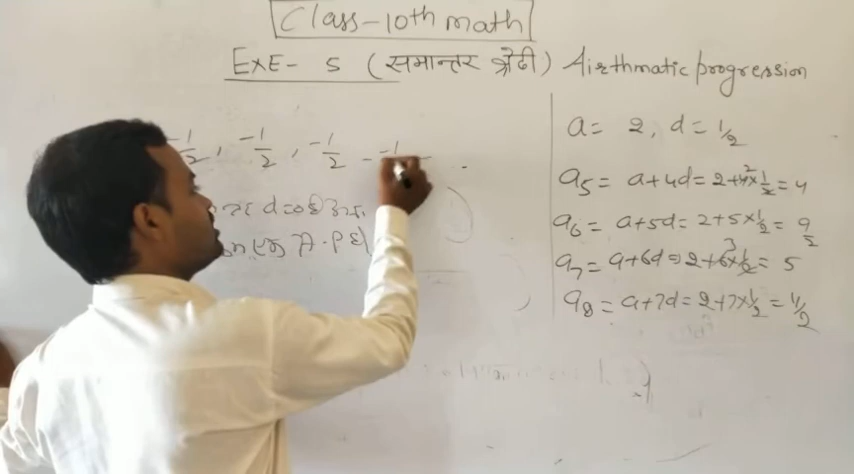 Class-10th math
EXE- 5 (समान्तर श्रेढी) Airthmatic progression
-1/2, -1/2, -1/2 - -1 -
d=0
A.P
a= 2, d=1/2
a5= a+4d=2+4×1/2=4
a6= a+5d=2+5×1/2=9/2
a7= a+6d=2+6×1/2=5
a8=a+7d=2+7×1/2=11/2